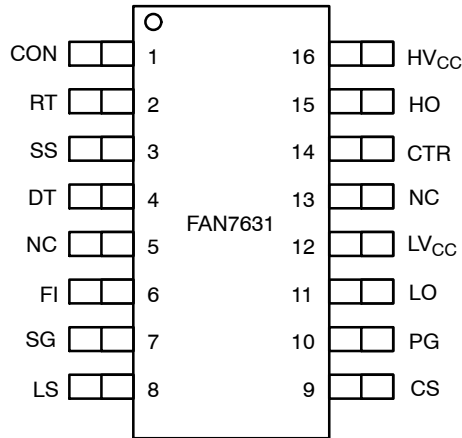 CON 1 16 HVCC
RT 2 15 HO
SS 3 14 CTR
DT 4 13 NC
FAN7631
NC 5 12 LVCC
FI 6 11 LO
SG 7 10 PG
LS 8 9 CS